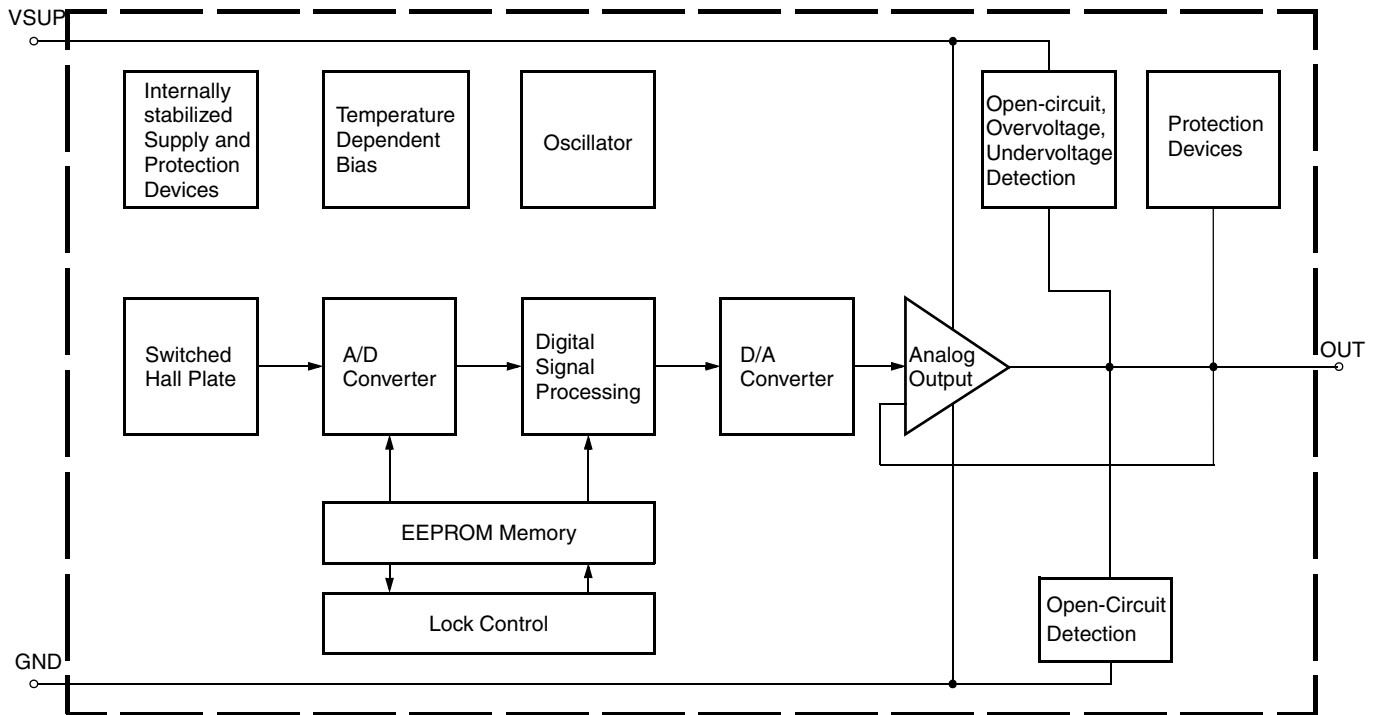 VSUP
Internally
stabilized
Supply and
Protection
Devices
Temperature
Dependent
Bias
Oscillator
Open-circuit,
Overvoltage,
Undervoltage
Detection
Protection
Devices
Switched
Hall Plate
A/D
Converter
Digital
Signal
Processing
D/A
Converter
Analog
Output
OUT
EEPROM Memory
Lock Control
Open-Circuit
Detection
GND